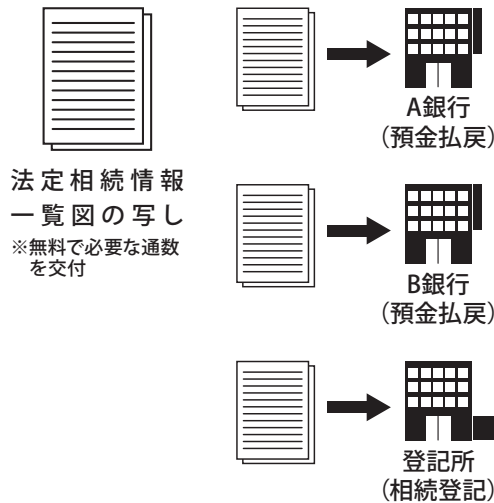 法定相続情報
一覧図の写し
※無料で必要な通数
を交付
A銀行
（預金払戻）
B銀行
（預金払戻）
登記所
（相続登記）